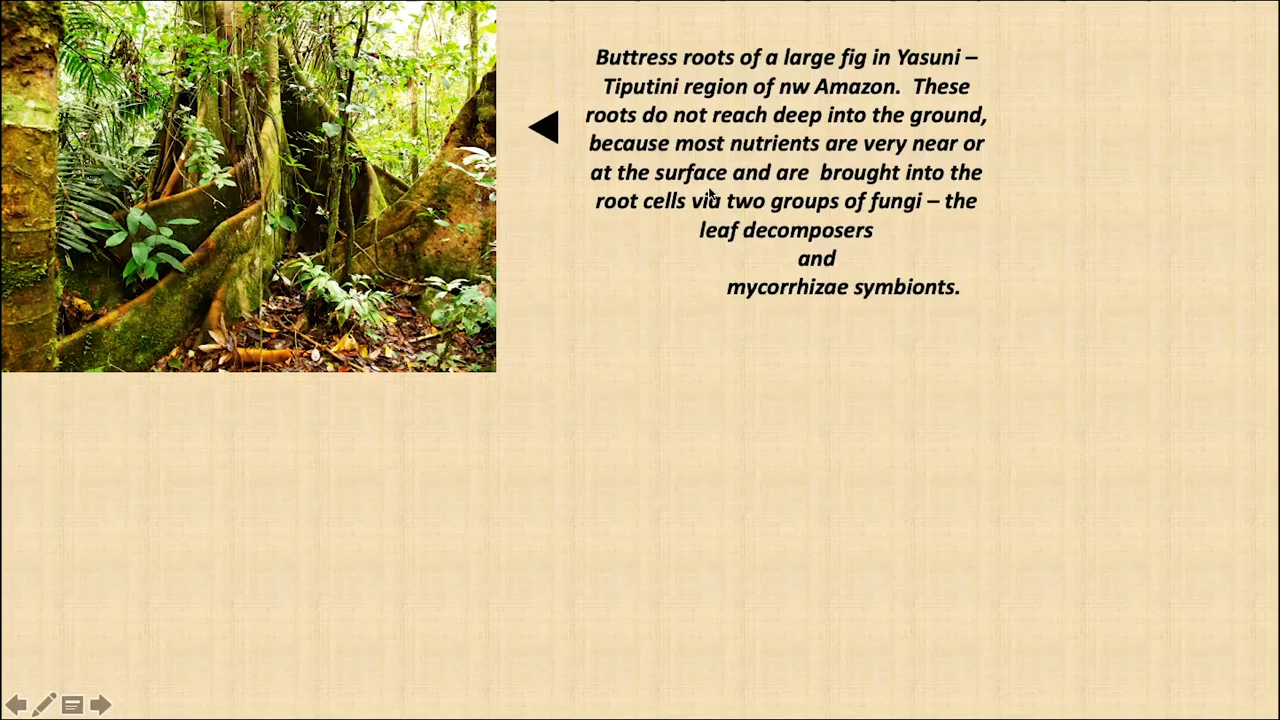 Buttress roots of a large fig in Yasuni –
Tiputini region of nw Amazon.  These
roots do not reach deep into the ground,
because most nutrients are very near or
at the surface and are  brought into the
root cells via two groups of fungi – the
leaf decomposers
and
mycorrhizae symbionts.